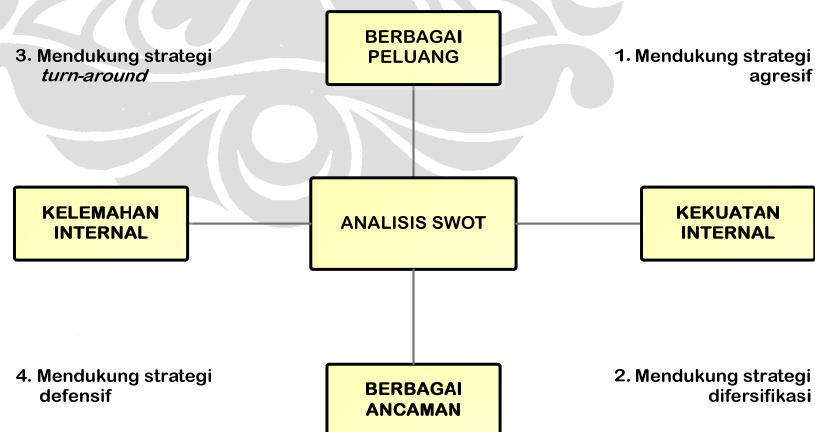 BERBAGAI
PELUANG
3. Mendukung strategi
turn-around
1. Mendukung strategi
agresif
KELEMAHAN
INTERNAL
ANALISIS SWOT
KEKUATAN
INTERNAL
4. Mendukung strategi
defensif
BERBAGAI
ANCAMAN
2. Mendukung strategi
difersifikasi